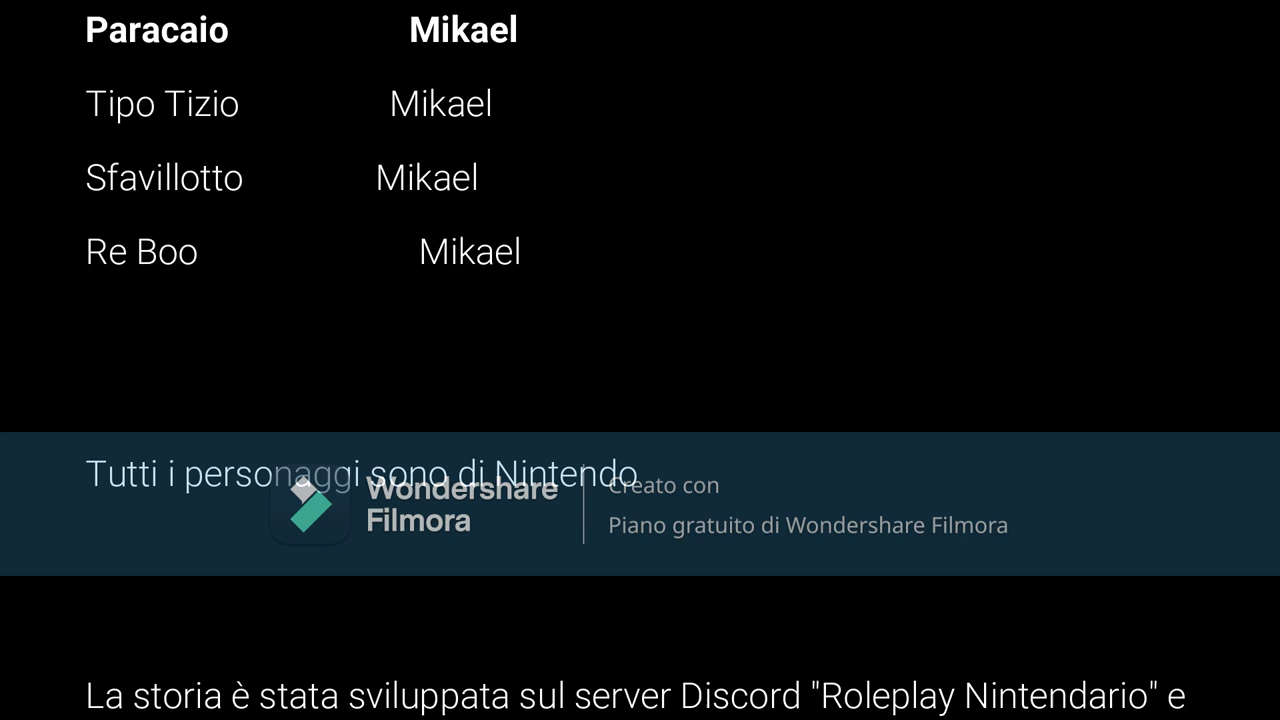 Paracaio Mikael
Tipo Tizio Mikael
Sfavillotto Mikael
Re Boo Mikael
Tutti i personaggi sono di Nintendo
Wondershare
Filmora
Creato con
Piano gratuito di Wondershare Filmora
La storia è stata sviluppata sul server Discord "Roleplay Nintendario" e